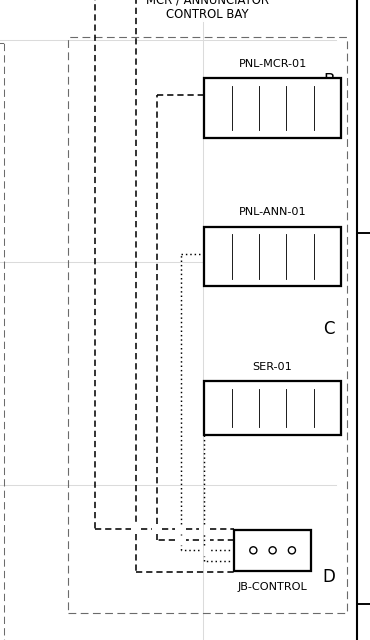 MCR / ANNUNCIATOR
CONTROL BAY
PNL-MCR-01
B
PNL-ANN-01
C
SER-01
D
JB-CONTROL